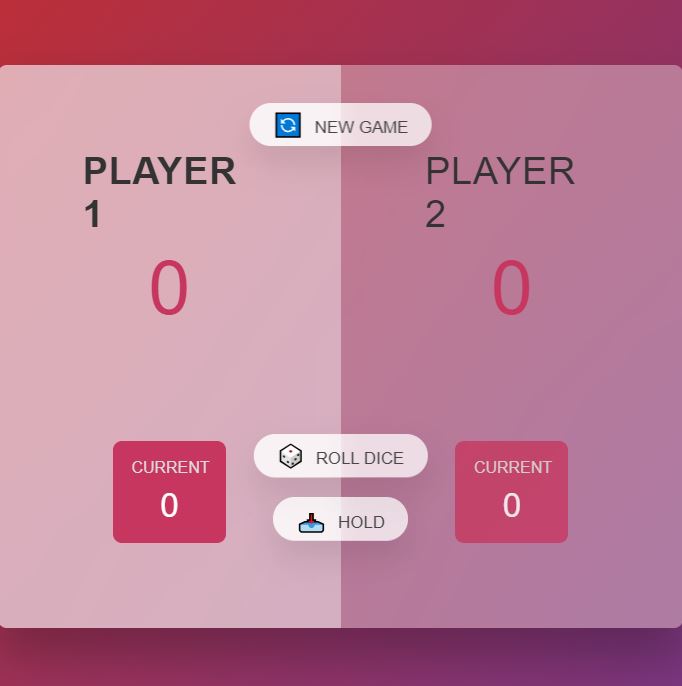 NEW GAME
PLAYER
1
0
PLAYER
2
0
CURRENT
0
ROLL DICE
HOLD
CURRENT
0